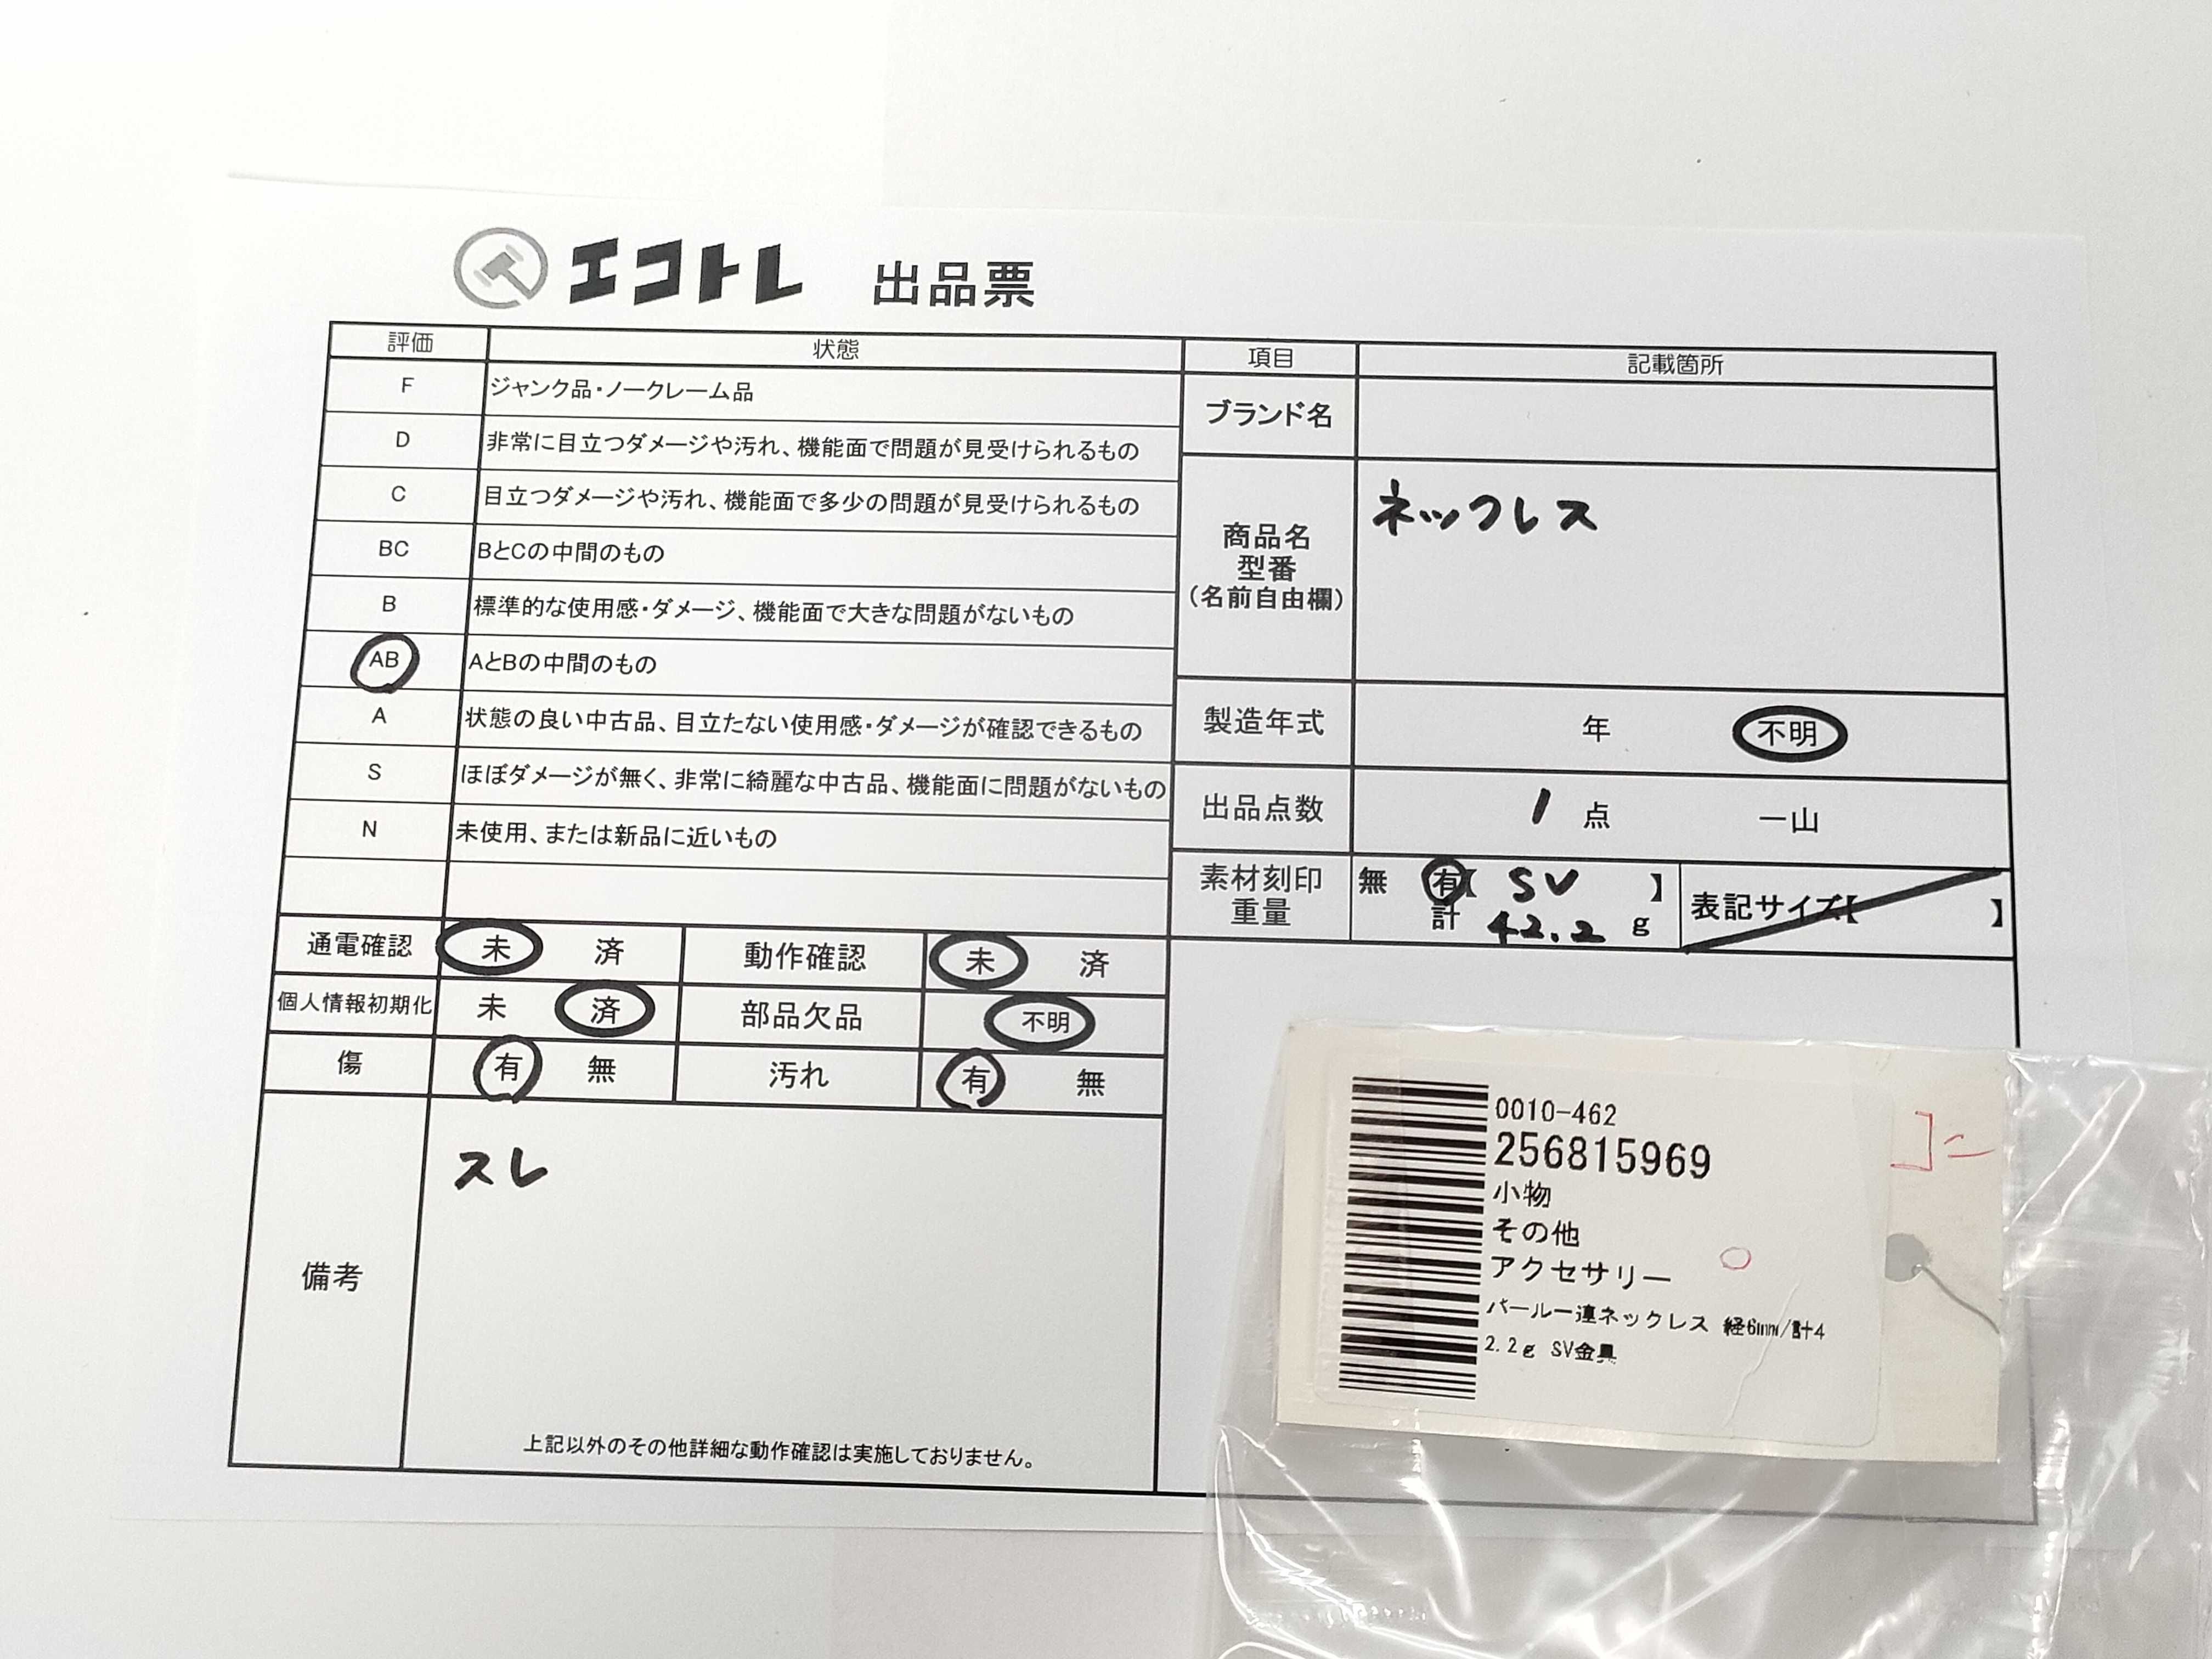 エコトレ 出品票
評価 状態
F ジャンク品・ノークレーム品
D 非常に目立つダメージや汚れ、機能面で問題が見受けられるもの
C 目立つダメージや汚れ、機能面で多少の問題が見受けられるもの
BC BとCの中間のもの
B 標準的な使用感・ダメージ、機能面で大きな問題がないもの
AB AとBの中間のもの
A 状態の良い中古品、目立たない使用感・ダメージが確認できるもの
S ほぼダメージが無く、非常に綺麗な中古品、機能面に問題がないもの
N 未使用、または新品に近いもの
通電確認 未 済 動作確認 未 済
個人情報初期化 未 済 部品欠品 不明
傷 有 無 汚れ 有 無
備考
スレ
上記以外のその他詳細な動作確認は実施しておりません。
項目 記載箇所
ブランド名
商品名
型番
(名前自由欄)
ネックレス
製造年式 年 不明
出品点数 1 点 一山
素材刻印
重量
無 有【 SV 】
計 42.2 g
表記サイズ【 】
0010-462
256815969
小物
その他
アクセサリー
パール一連ネックレス 経6mm/計4
2.2g SV金具